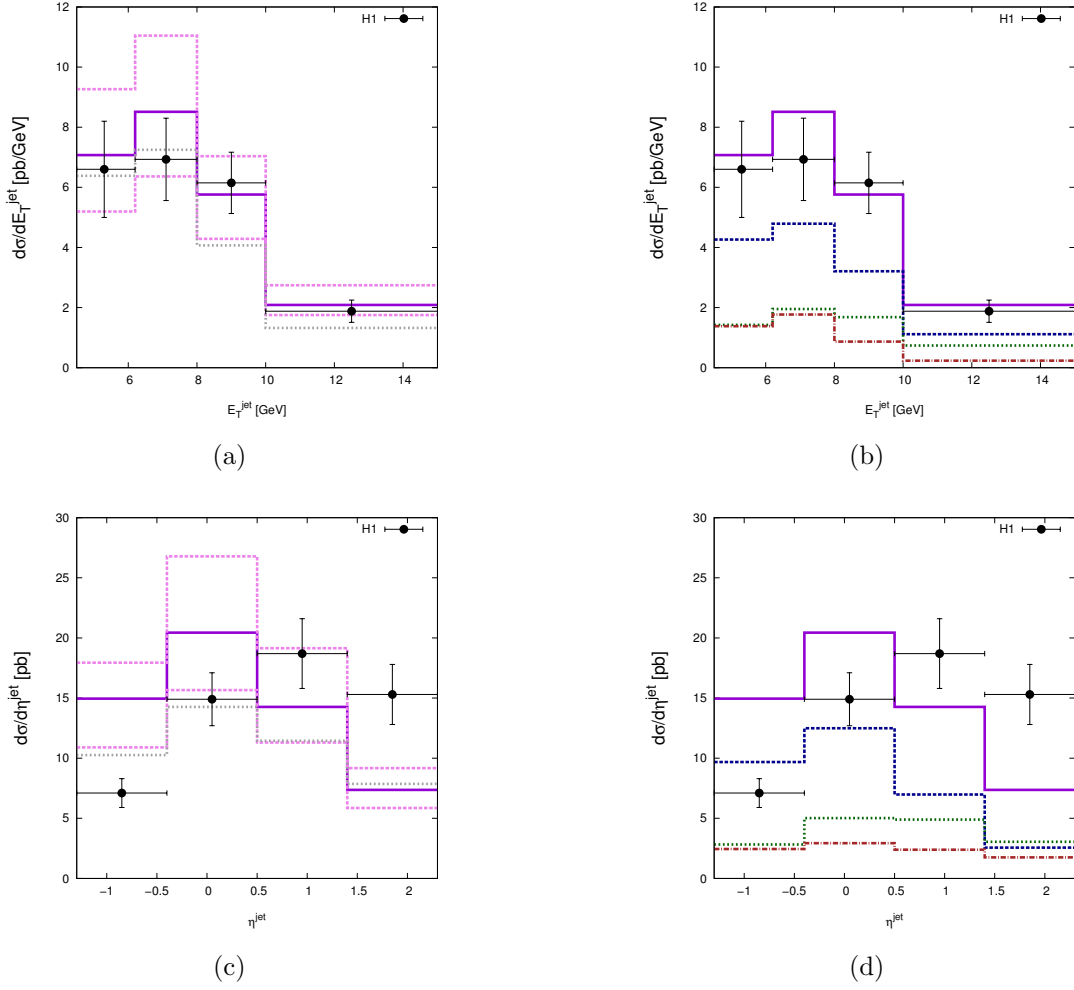 12
10
8
6
4
2
0
6 8 10 12 14
dσ/dE_T^jet [pb/GeV]
E_T^jet [GeV]
H1
(a)
12
10
8
6
4
2
0
6 8 10 12 14
dσ/dE_T^jet [pb/GeV]
E_T^jet [GeV]
H1
(b)
30
25
20
15
10
5
0
−1 −0.5 0 0.5 1 1.5 2
dσ/dη^jet [pb]
η^jet
H1
(c)
30
25
20
15
10
5
0
−1 −0.5 0 0.5 1 1.5 2
dσ/dη^jet [pb]
η^jet
H1
(d)